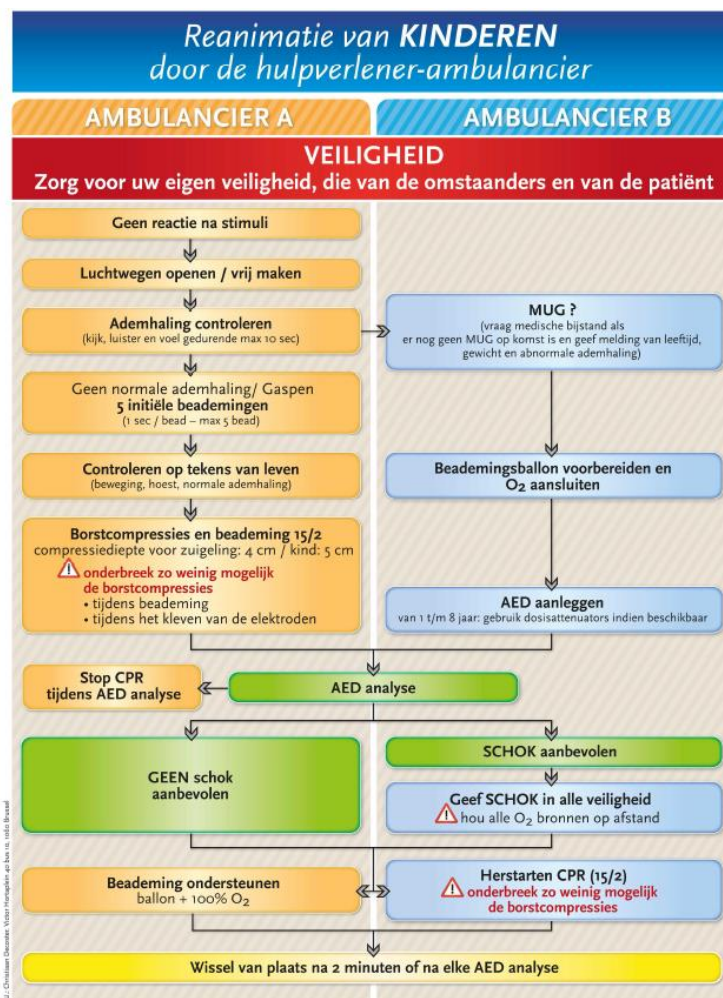 Reanimatie van KINDEREN
door de hulpverlener-ambulancier
AMBULANCIER A
AMBULANCIER B
VEILIGHEID
Zorg voor uw eigen veiligheid, die van de omstaanders en van de patiënt
Geen reactie na stimuli
Luchtwegen openen / vrij maken
Ademhaling controleren
(kijk, luister en voel gedurende max 10 sec)
MUG ?
(vraag medische bijstand als
er nog geen MUG op komst is en geef melding van leeftijd,
gewicht en abnormale ademhaling)
Geen normale ademhaling/ Gaspen
5 initiële beademingen
(1 sec / bead – max 5 bead)
Controleren op tekens van leven
(beweging, hoest, normale ademhaling)
Beademingsballon voorbereiden en
O2 aansluiten
Borstcompressies en beademing 15/2
compressiediepte voor zuigeling: 4 cm / kind: 5 cm
onderbreek zo weinig mogelijk
de borstcompressies
• tijdens beademing
• tijdens het kleven van de elektroden
AED aanleggen
van 1 t/m 8 jaar: gebruik dosisattenuators indien beschikbaar
Stop CPR
tijdens AED analyse
AED analyse
GEEN schok
aanbevolen
SCHOK aanbevolen
Geef SCHOK in alle veiligheid
hou alle O2 bronnen op afstand
Beademing ondersteunen
ballon + 100% O2
Herstarten CPR (15/2)
onderbreek zo weinig mogelijk
de borstcompressies
Wissel van plaats na 2 minuten of na elke AED analyse